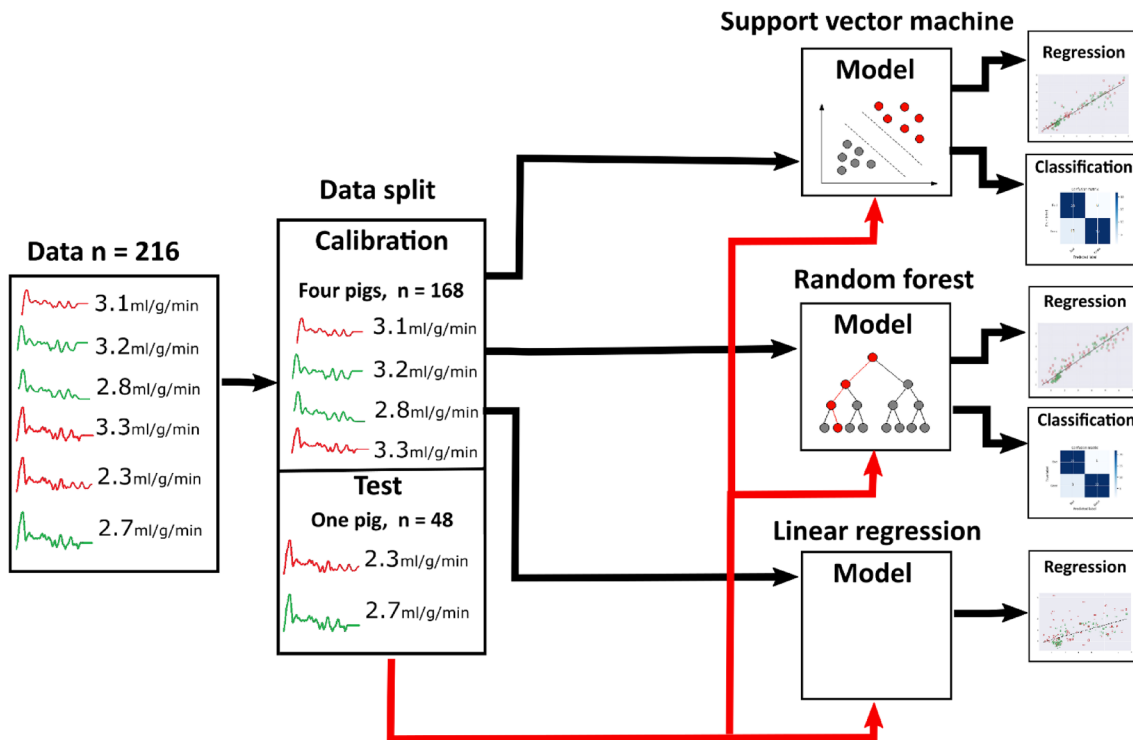 Data n = 216
3.1ml/g/min
3.2ml/g/min
2.8ml/g/min
3.3ml/g/min
2.3ml/g/min
2.7ml/g/min
Data split
Calibration
Four pigs, n = 168
3.1ml/g/min
3.2ml/g/min
2.8ml/g/min
3.3ml/g/min
Test
One pig, n = 48
2.3ml/g/min
2.7ml/g/min
Support vector machine
Model
Regression
Classification
Random forest
Model
Regression
Classification
Linear regression
Model
Regression